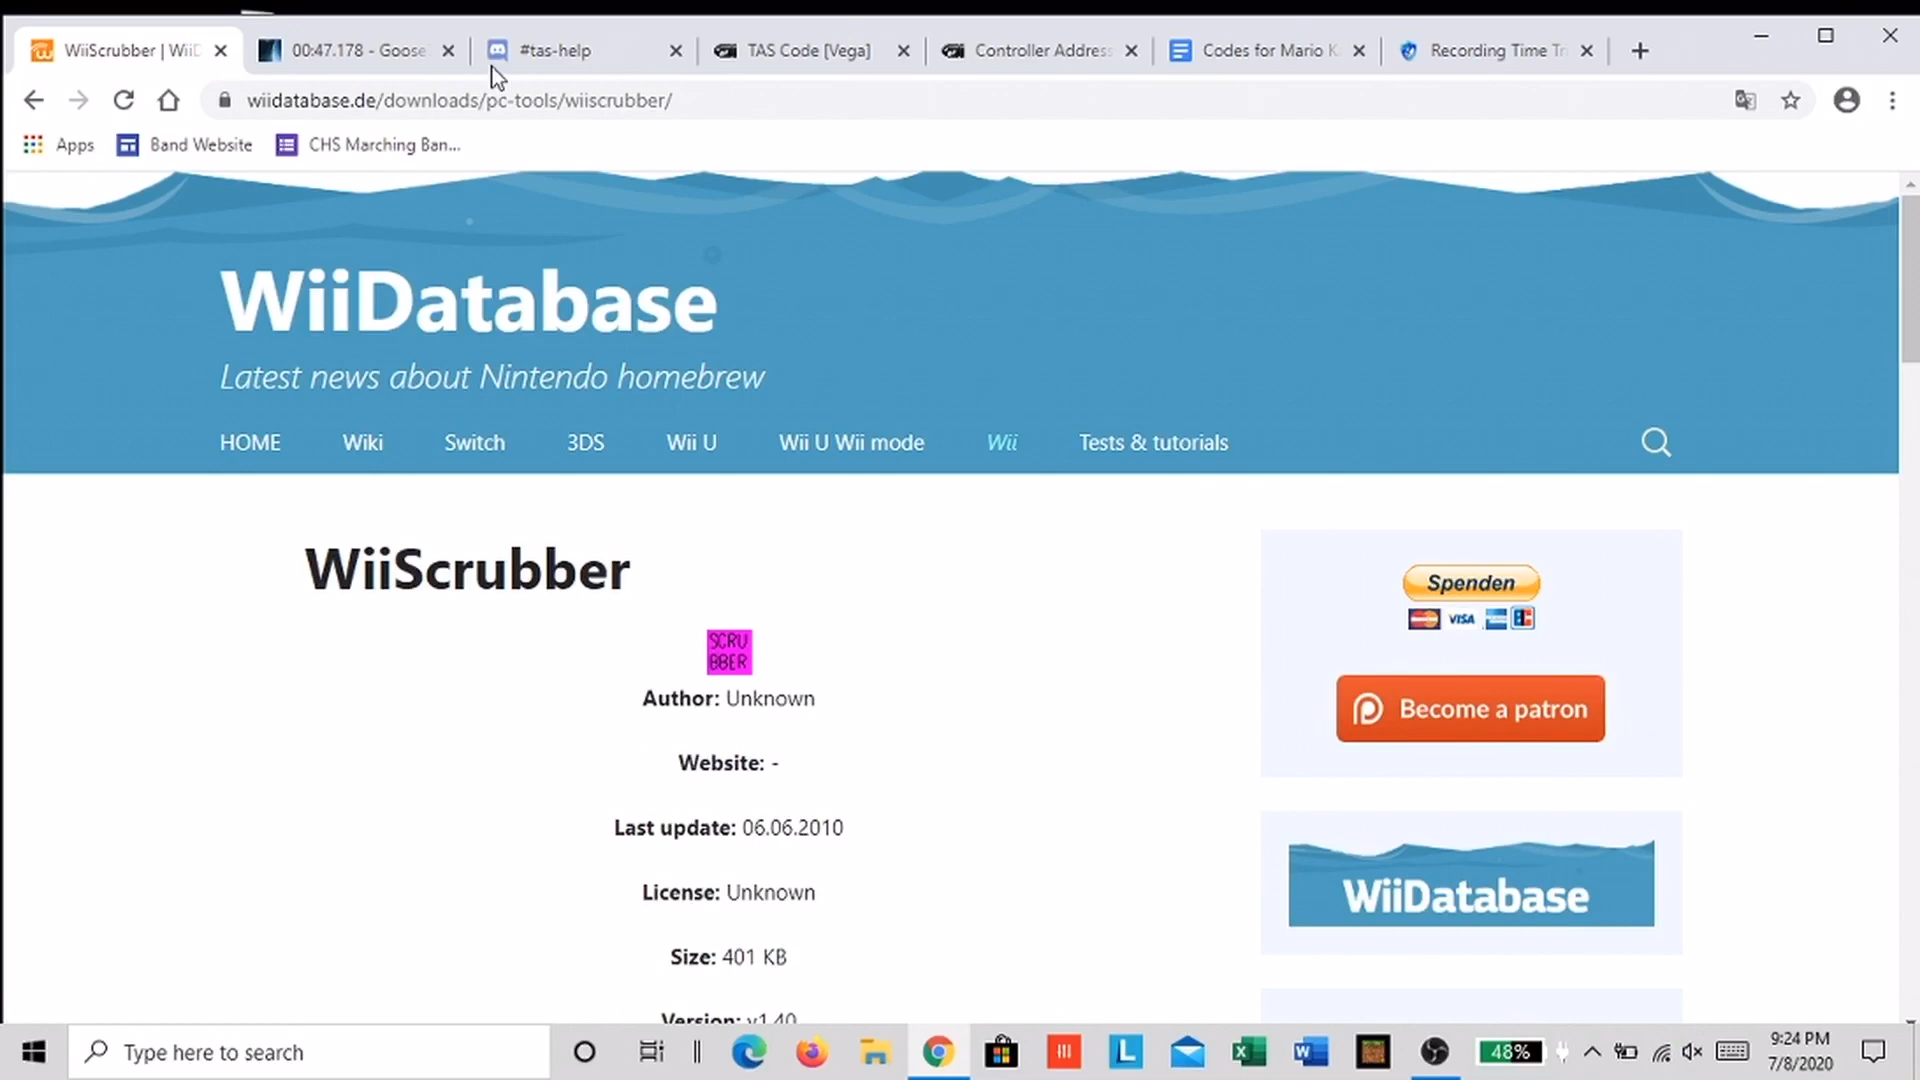 WiiScrubber | WiiD
00:47.178 - Goose
#tas-help
TAS Code [Vega]
Controller Address
Codes for Mario K
Recording Time Tr
wiidatabase.de/downloads/pc-tools/wiiscrubber/
Apps
Band Website
CHS Marching Ban...
WiiDatabase
Latest news about Nintendo homebrew
HOME
Wiki
Switch
3DS
Wii U
Wii U Wii mode
Wii
Tests & tutorials
WiiScrubber
SCRU
BBER
Author: Unknown
Website: -
Last update: 06.06.2010
License: Unknown
Size: 401 KB
Version: v1.40
Spenden
VISA
Become a patron
WiiDatabase
Type here to search
48%
9:24 PM
7/8/2020